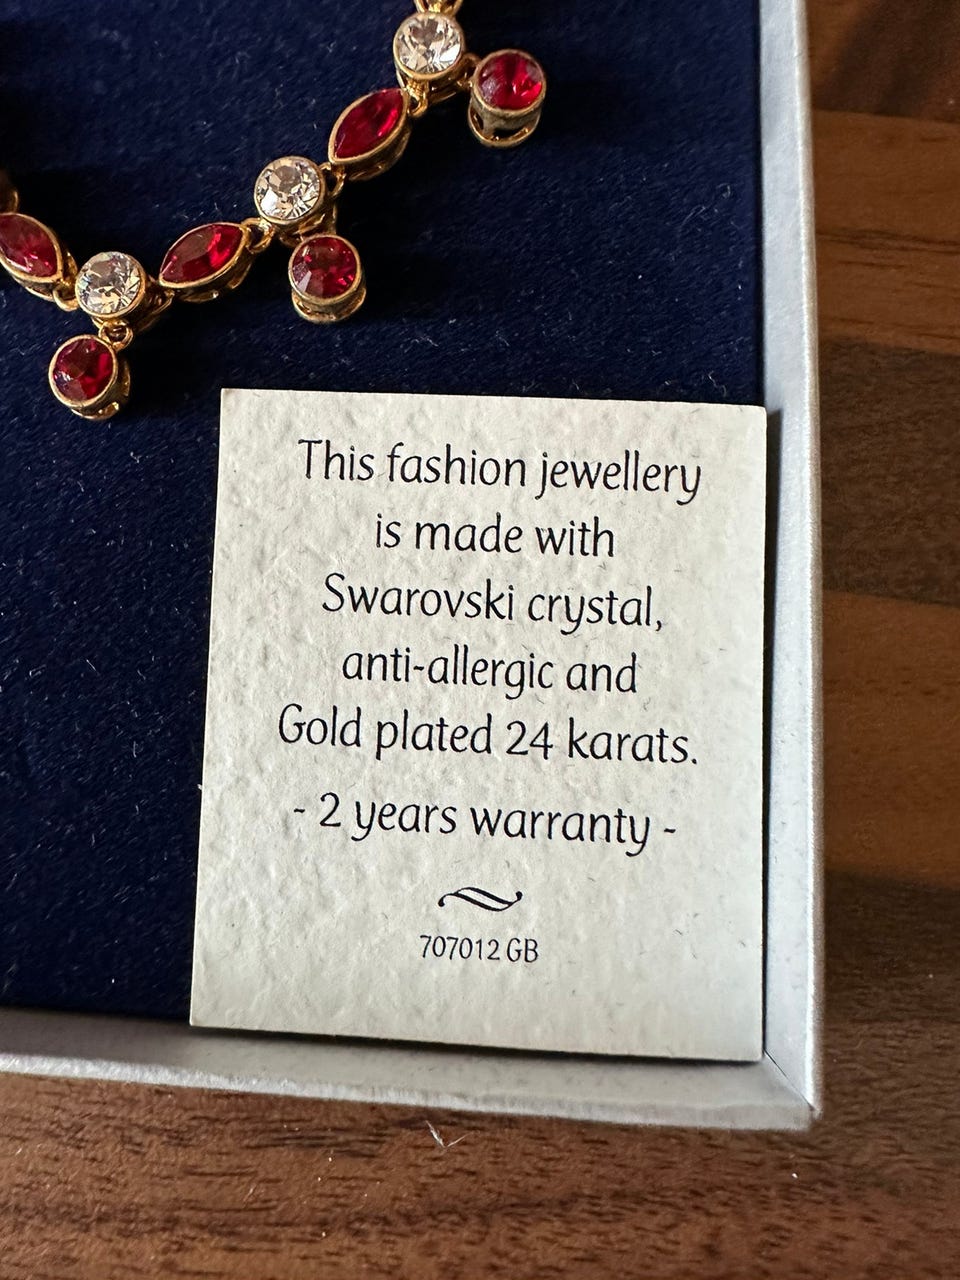 This fashion jewellery
is made with
Swarovski crystal,
anti-allergic and
Gold plated 24 karats.
- 2 years warranty -
707012 GB